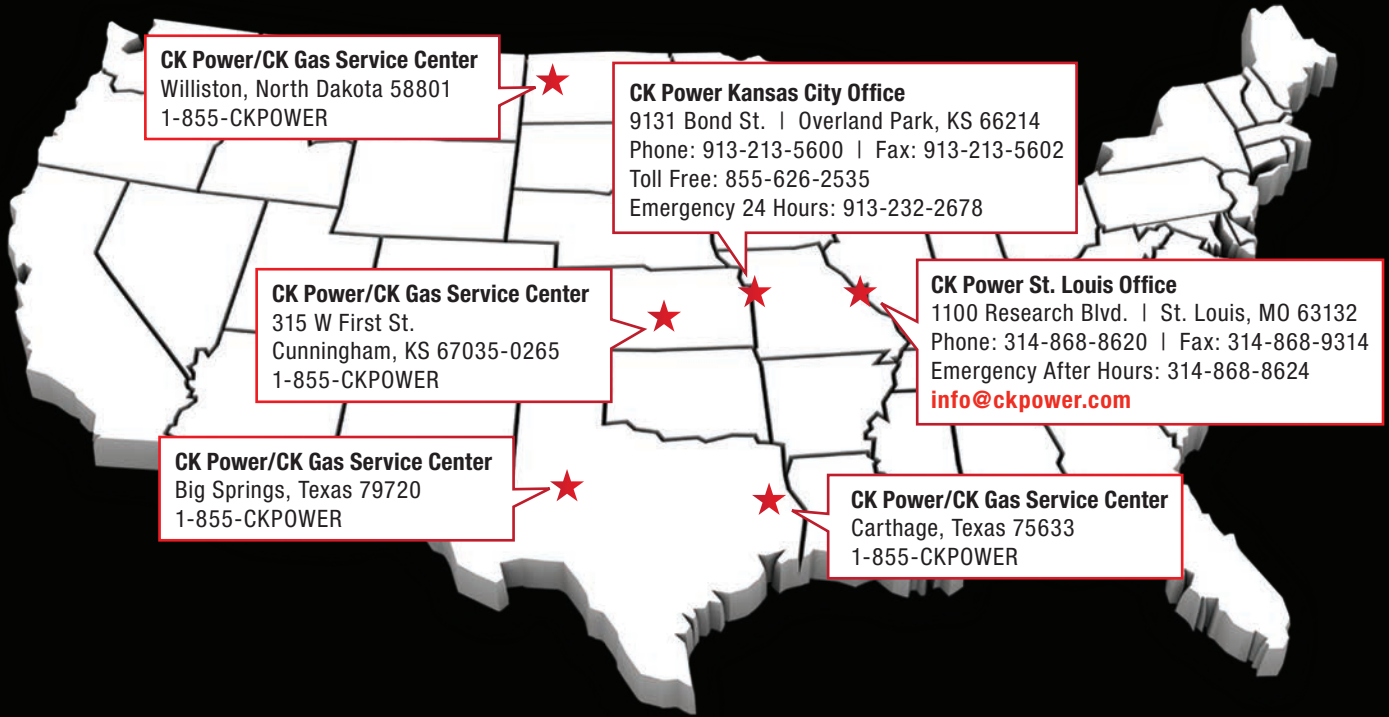 CK Power/CK Gas Service Center
Williston, North Dakota 58801
1-855-CKPOWER
CK Power Kansas City Office
9131 Bond St. | Overland Park, KS 66214
Phone: 913-213-5600 | Fax: 913-213-5602
Toll Free: 855-626-2535
Emergency 24 Hours: 913-232-2678
CK Power/CK Gas Service Center
315 W First St.
Cunningham, KS 67035-0265
1-855-CKPOWER
CK Power St. Louis Office
1100 Research Blvd. | St. Louis, MO 63132
Phone: 314-868-8620 | Fax: 314-868-9314
Emergency After Hours: 314-868-8624
info@ckpower.com
CK Power/CK Gas Service Center
Big Springs, Texas 79720
1-855-CKPOWER
CK Power/CK Gas Service Center
Carthage, Texas 75633
1-855-CKPOWER